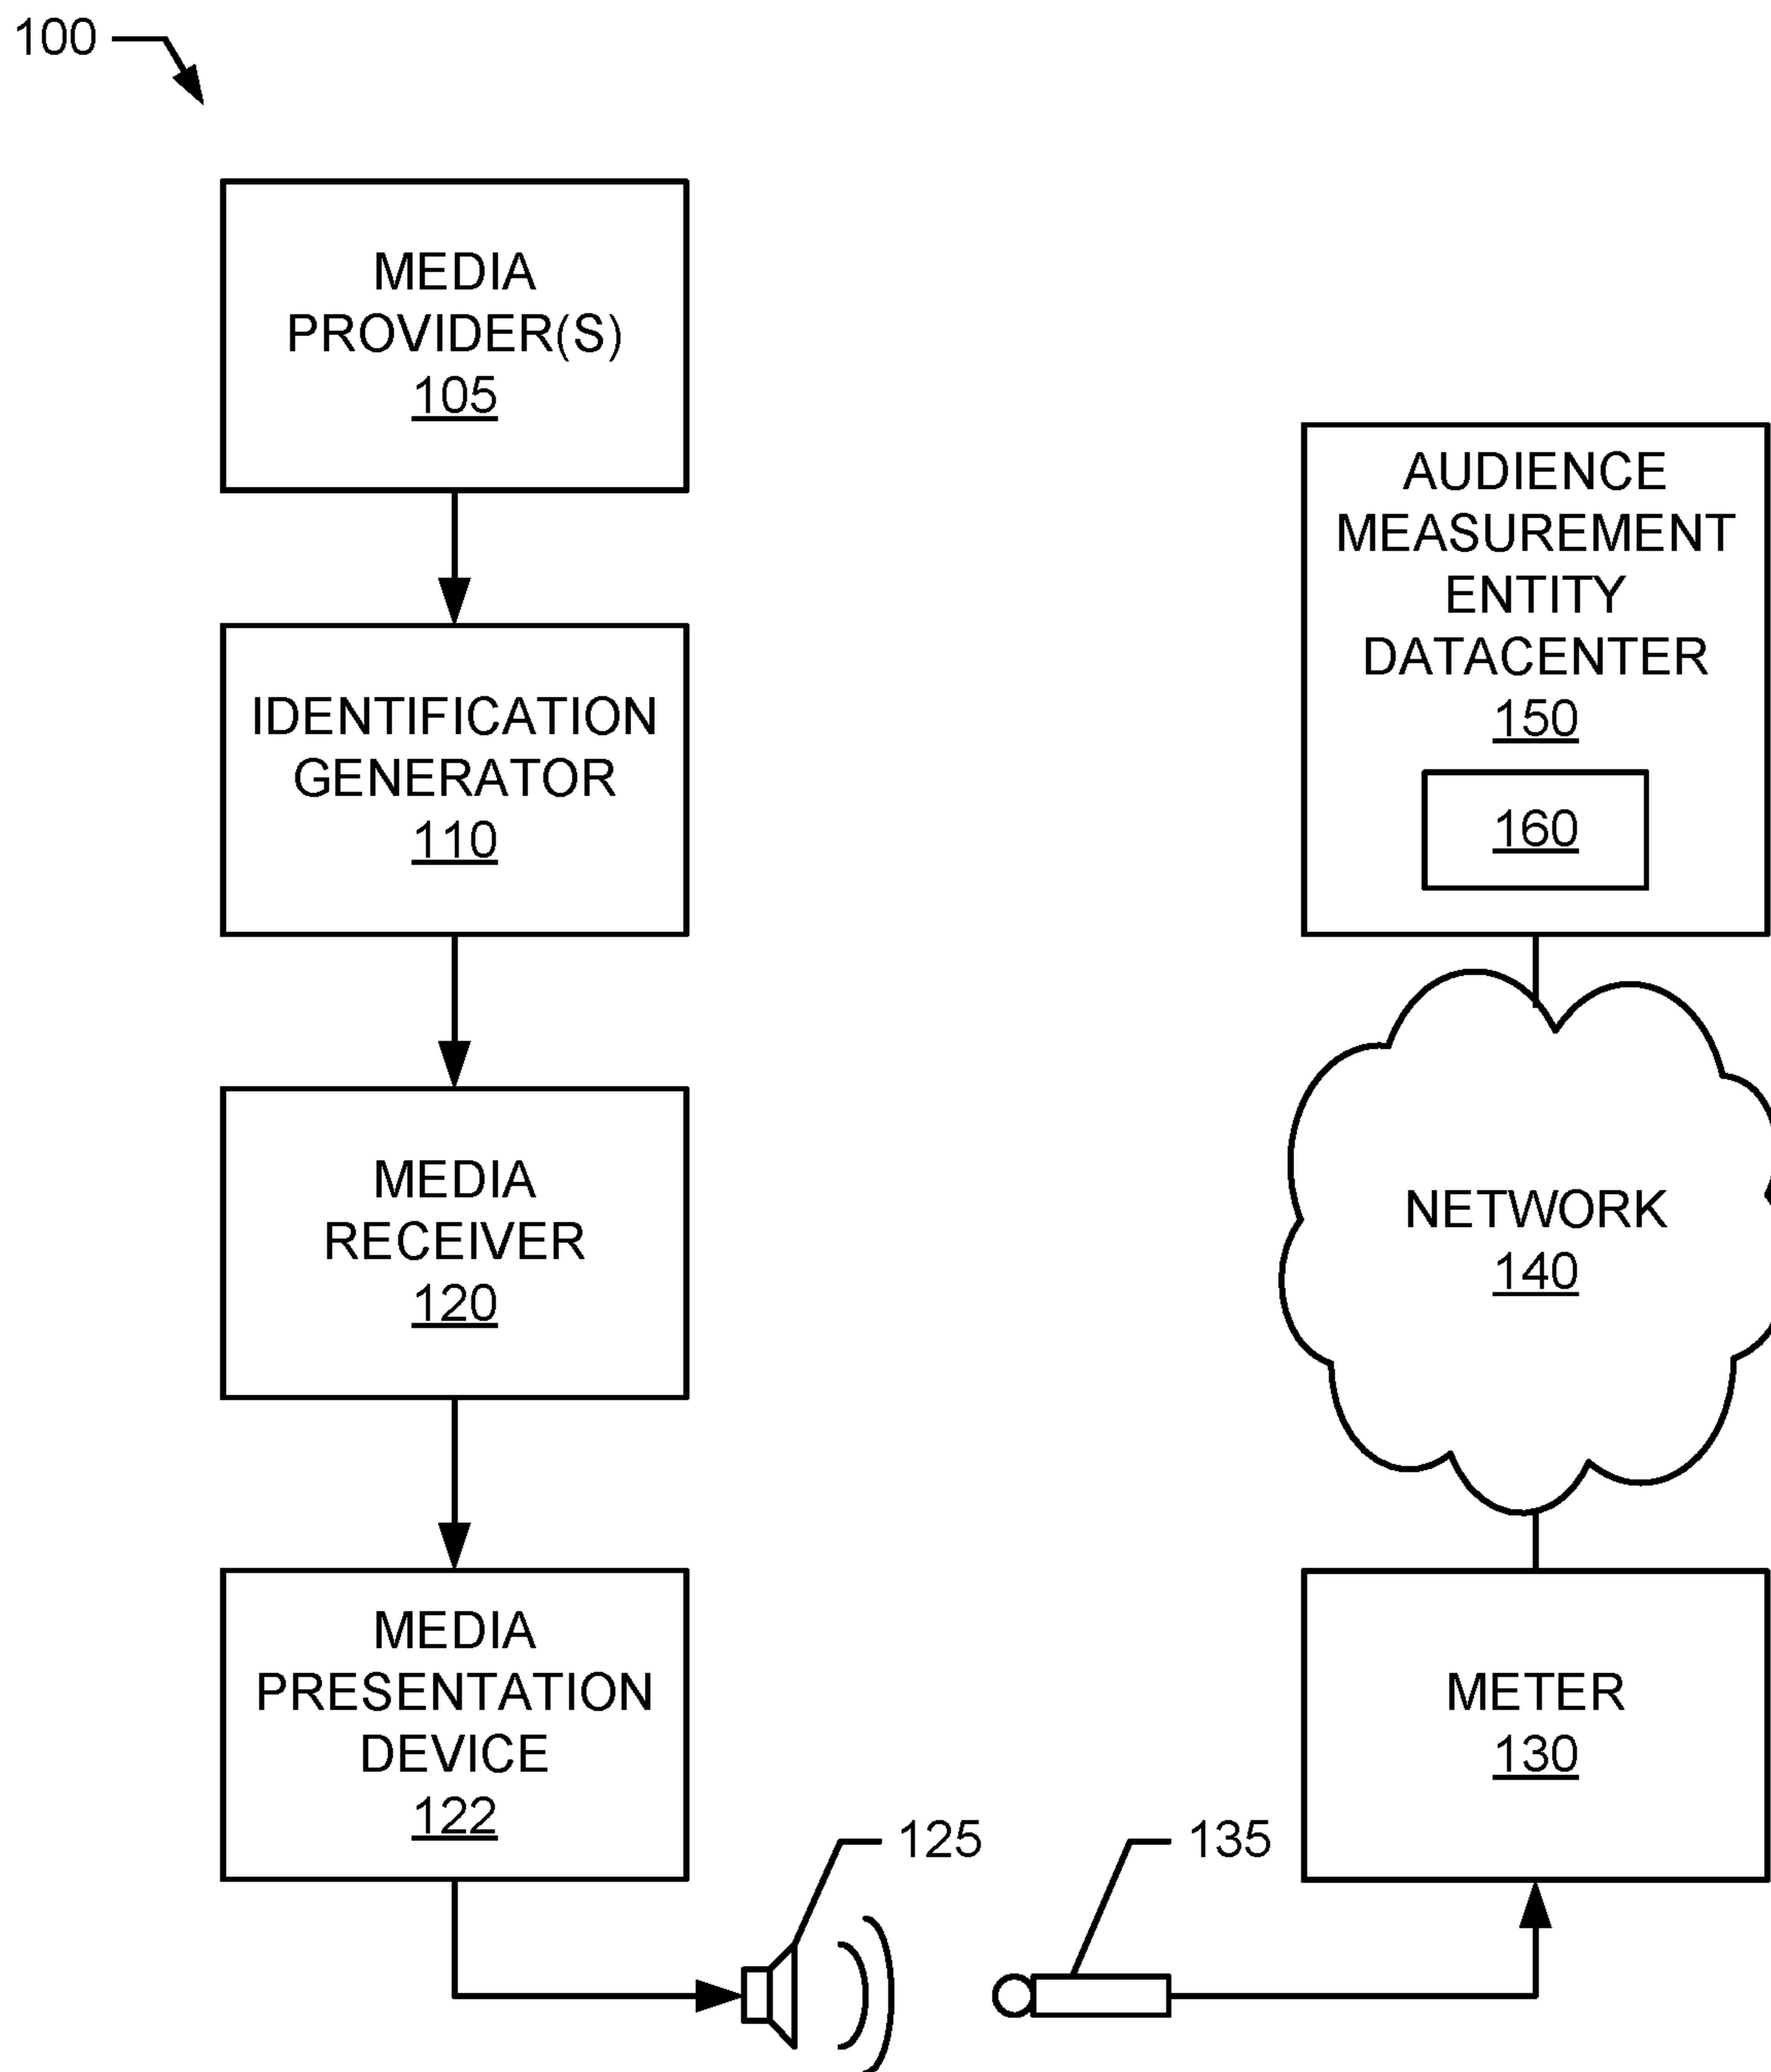 100
MEDIA
PROVIDER(S)
105
IDENTIFICATION
GENERATOR
110
MEDIA
RECEIVER
120
MEDIA
PRESENTATION
DEVICE
122
125
135
AUDIENCE
MEASUREMENT
ENTITY
DATACENTER
150
160
NETWORK
140
METER
130